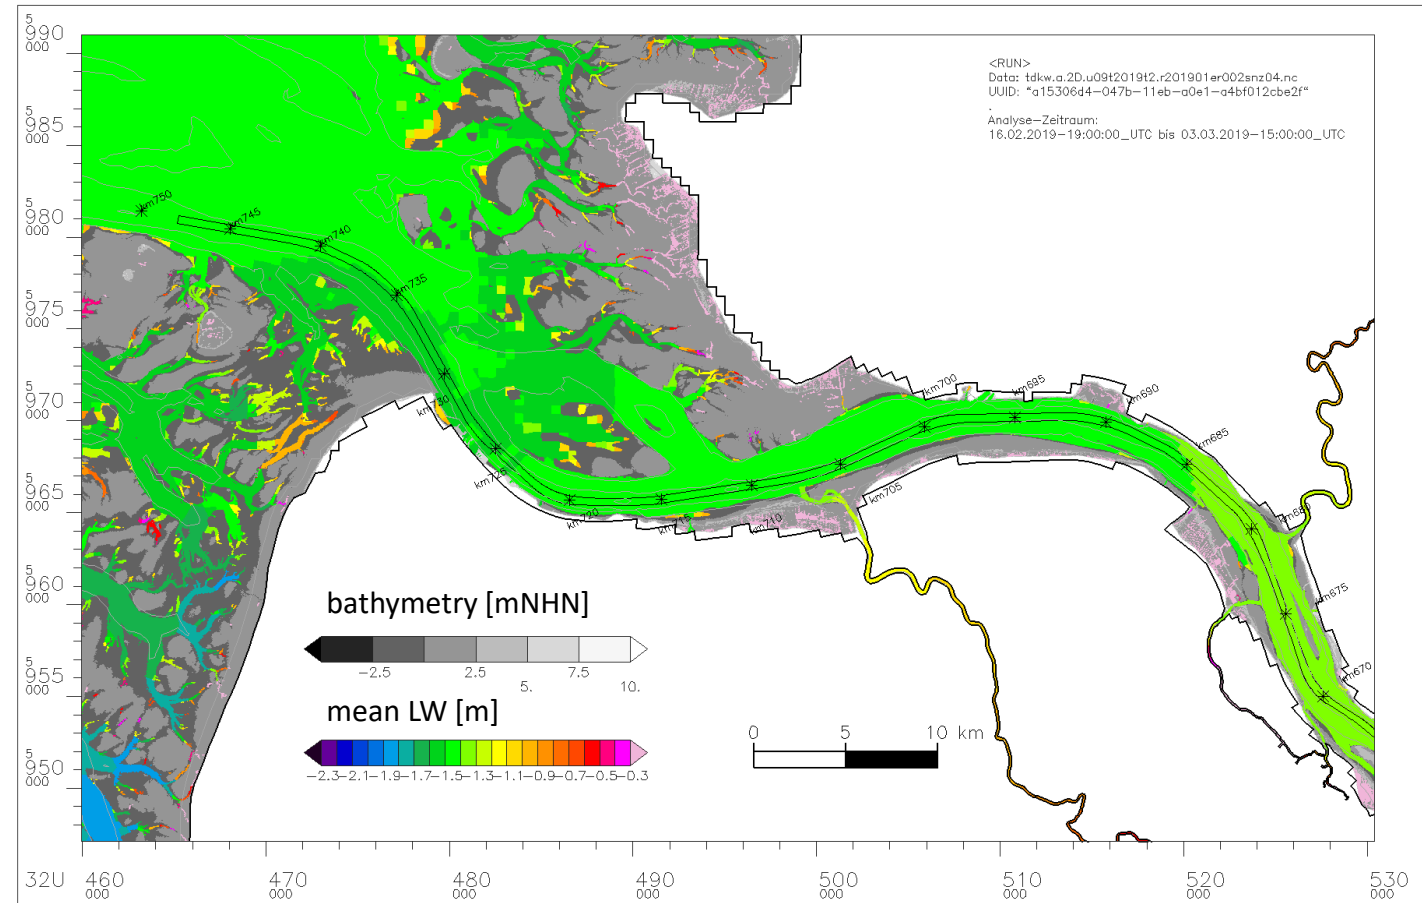 5
990
000
<RUN>
Data: tdkw.a.2D.u09t2019t2.r201901er002snz04.nc
UUID: "a15306d4-047b-11eb-a0e1-a4bf012cbe2f"
.
Analyse-Zeitraum:
16.02.2019-19:00:00_UTC bis 03.03.2019-15:00:00_UTC
5
985
000
5
980
000
km750
km745
km740
km735
5
975
000
5
970
000
km730
km725
km720
km715
km710
km705
km700
km695
km690
km685
km680
km675
km670
5
965
000
5
960
000
5
955
000
5
950
000
bathymetry [mNHN]
-2.5
2.5
5.
7.5
10.
mean LW [m]
-2.3-2.1-1.9-1.7-1.5-1.3-1.1-0.9-0.7-0.5-0.3
0 5 10 km
32U 460 470 480 490 500 510 520 530
000 000 000 000 000 000 000 000